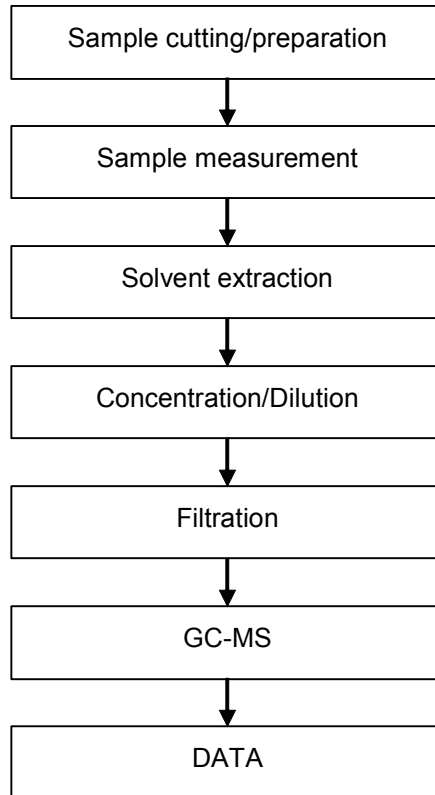 Sample cutting/preparation
Sample measurement
Solvent extraction
Concentration/Dilution
Filtration
GC-MS
DATA